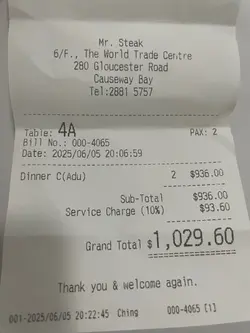 Mr. Steak
6/F., The World Trade Centre
280 Gloucester Road
Causeway Bay
Tel:2881 5757
Table: 4A PAX: 2
Bill No.: 000-4065
Date: 2025/06/05 20:06:59
Dinner C(Adu) 2 $936.00
Sub-Total $936.00
Service Charge (10%) $93.60
Grand Total $1,029.60
Thank you & welcome again.
001-2025/06/05 20:22:45 Ching 000-4065 [1]